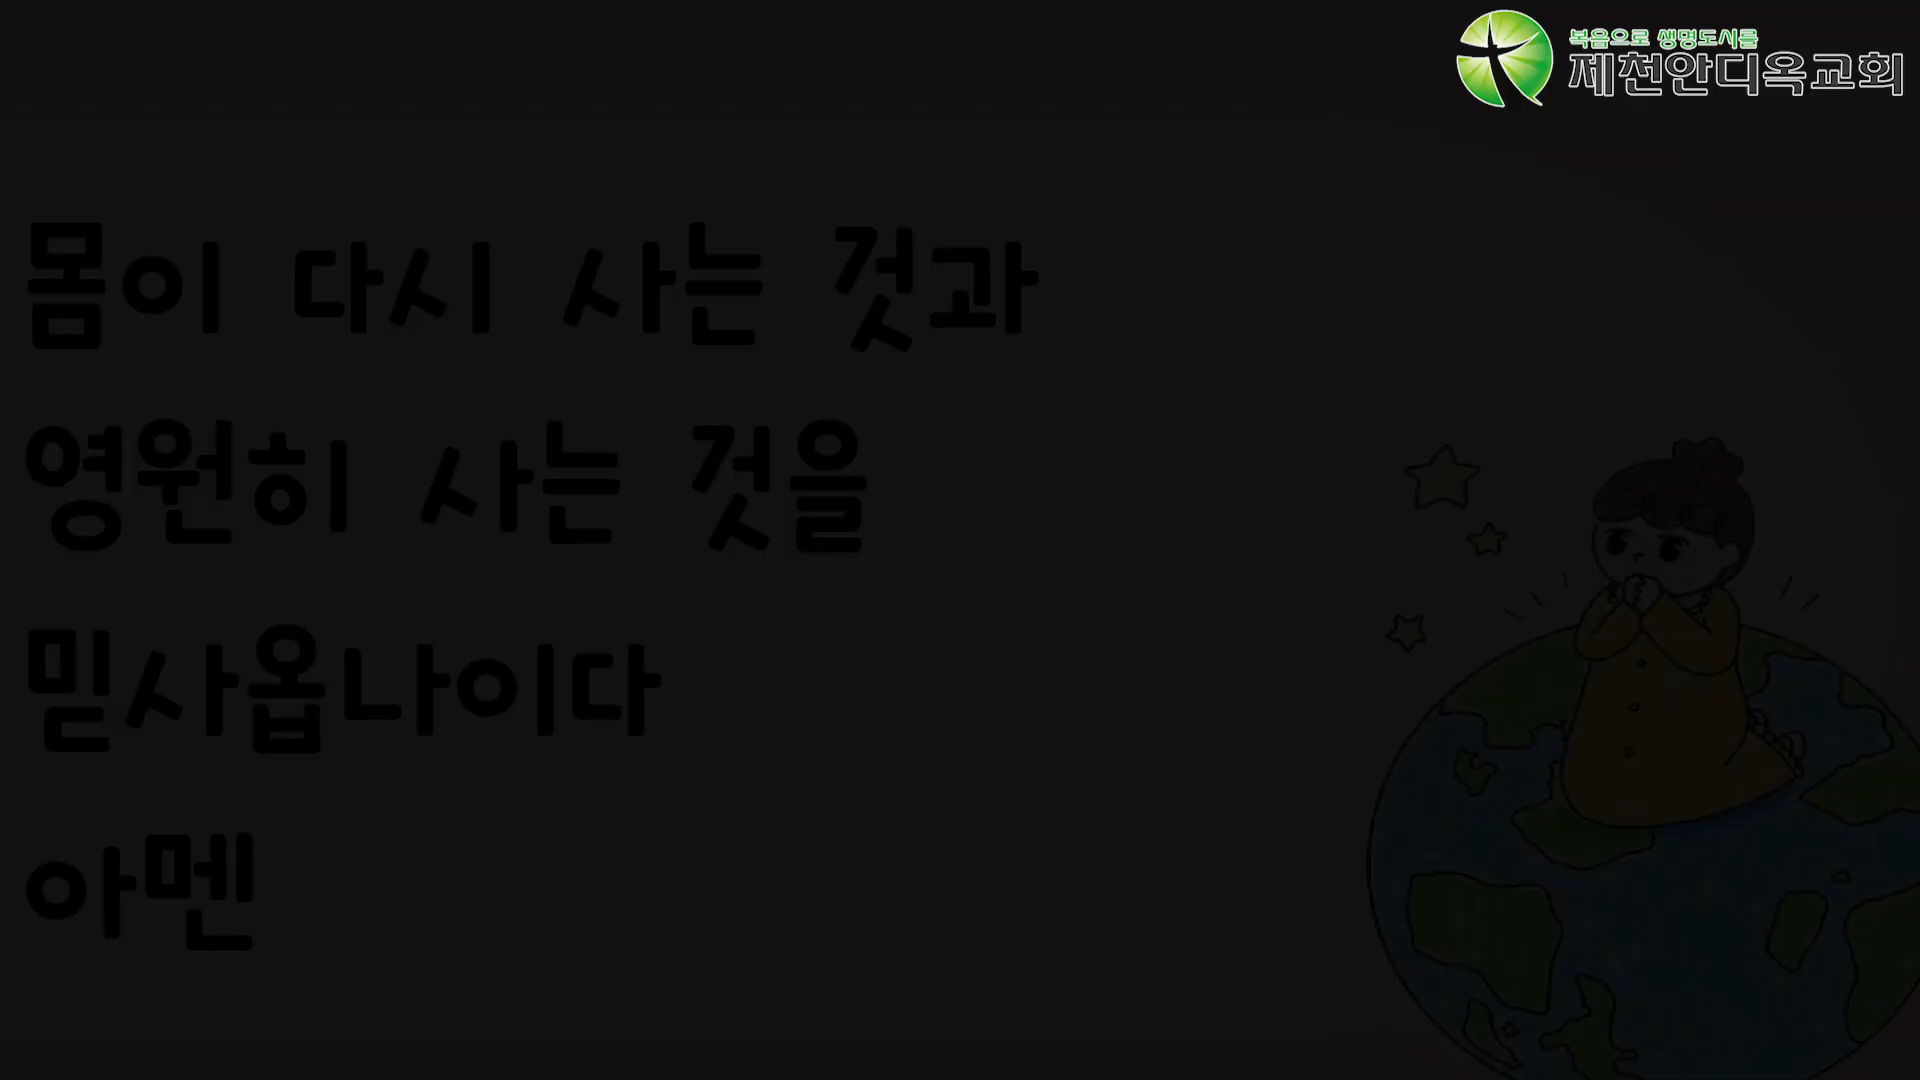 복음으로 생명도시를
제천안디옥교회
몸이 다시 사는 것과
영원히 사는 것을
믿사옵나이다
아멘